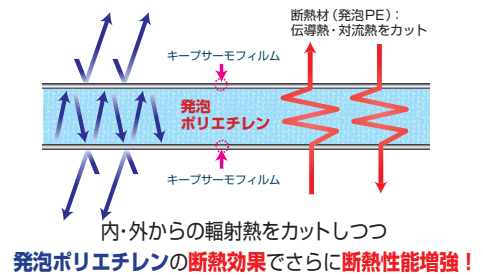 断熱材（発泡PE）：
伝導熱・対流熱をカット
キープサーモフィルム
発泡
ポリエチレン
キープサーモフィルム
内・外からの輻射熱をカットしつつ
発泡ポリエチレンの断熱効果でさらに断熱性能増強！